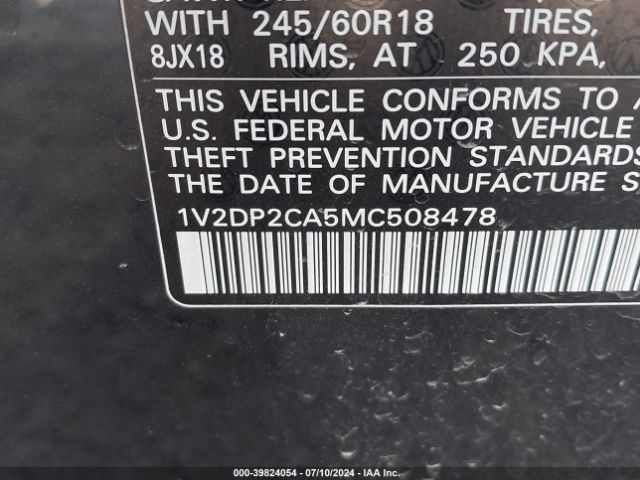 WITH 245/60R18 TIRES,
8JX18 RIMS, AT 250 KPA,
THIS VEHICLE CONFORMS TO
U.S. FEDERAL MOTOR VEHICLE
THEFT PREVENTION STANDARDS
THE DATE OF MANUFACTURE S
1V2DP2CA5MC508478
000-39824054 - 07/10/2024 - IAA Inc.